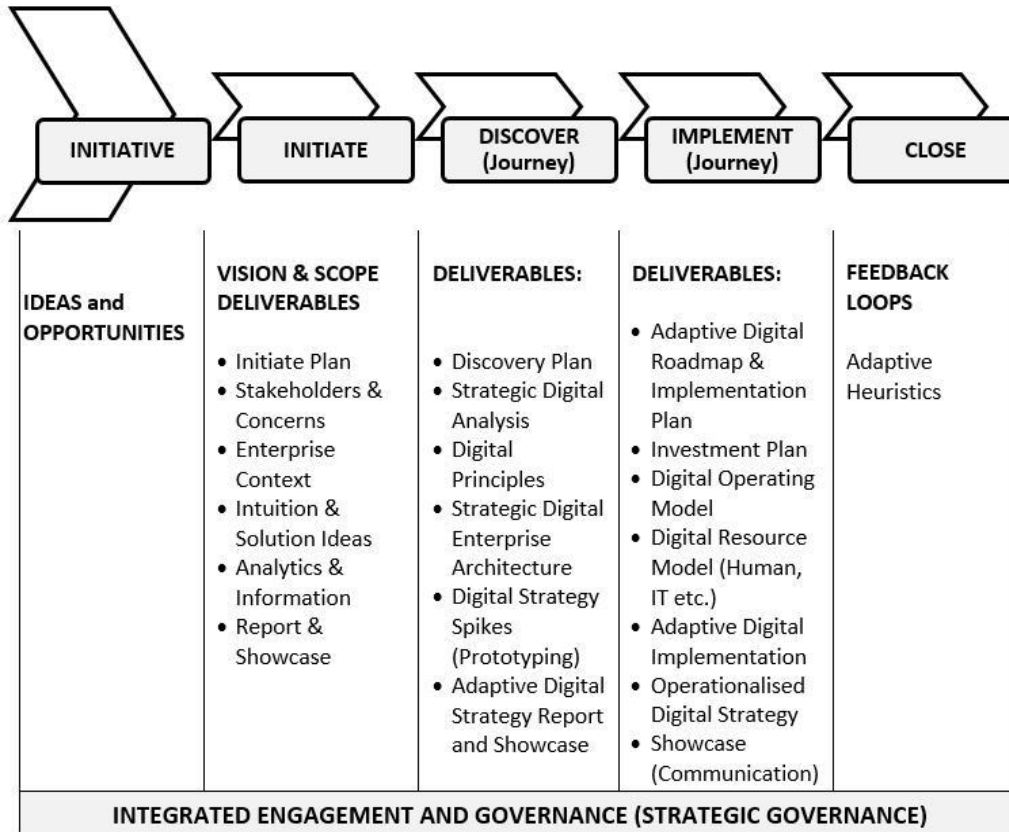 INITIATIVE
INITIATE
DISCOVER
(Journey)
IMPLEMENT
(Journey)
CLOSE
IDEAS and
OPPORTUNITIES
VISION & SCOPE
DELIVERABLES
• Initiate Plan
• Stakeholders &
Concerns
• Enterprise
Context
• Intuition &
Solution Ideas
• Analytics &
Information
• Report &
Showcase
DELIVERABLES:
• Discovery Plan
• Strategic Digital
Analysis
• Digital
Principles
• Strategic Digital
Enterprise
Architecture
• Digital Strategy
Spikes
(Prototyping)
• Adaptive Digital
Strategy Report
and Showcase
DELIVERABLES:
• Adaptive Digital
Roadmap &
Implementation
Plan
• Investment Plan
• Digital Operating
Model
• Digital Resource
Model (Human,
IT etc.)
• Adaptive Digital
Implementation
• Operationalised
Digital Strategy
• Showcase
(Communication)
FEEDBACK
LOOPS
Adaptive
Heuristics
INTEGRATED ENGAGEMENT AND GOVERNANCE (STRATEGIC GOVERNANCE)